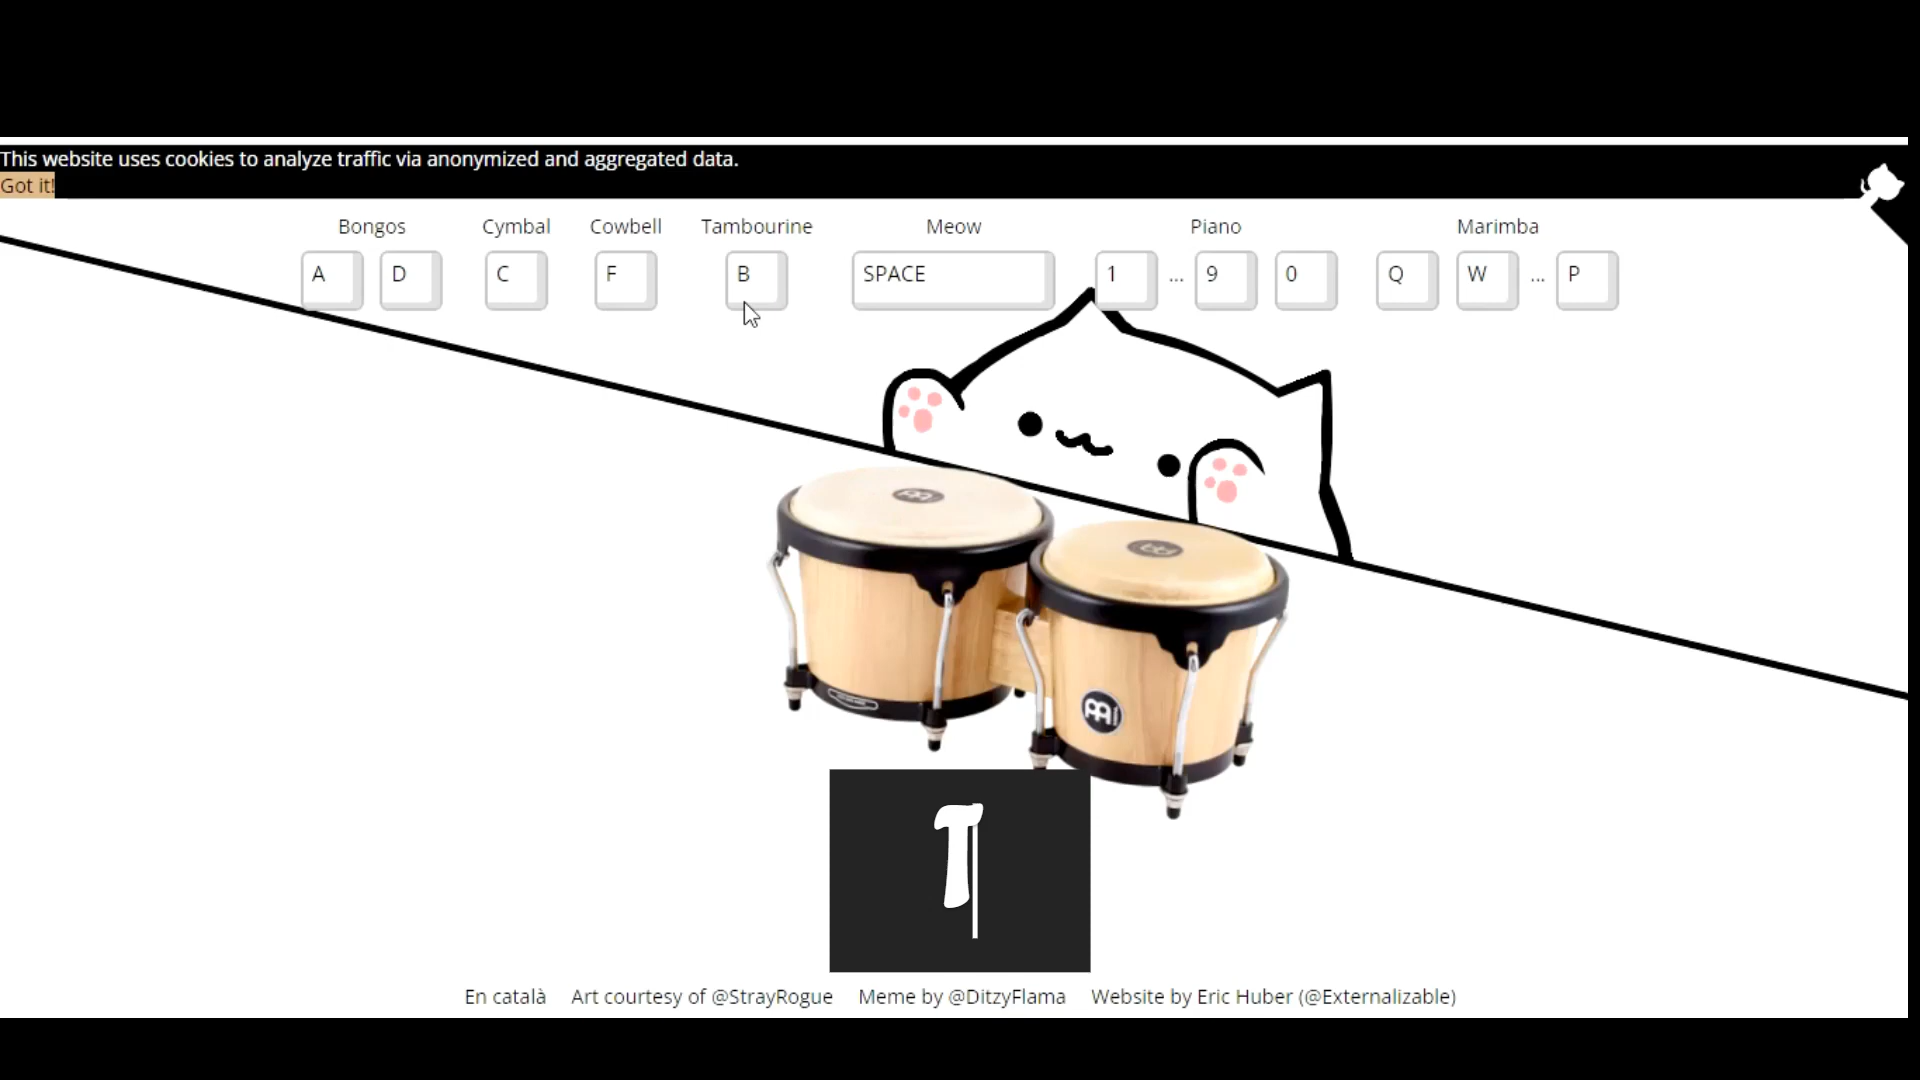 This website uses cookies to analyze traffic via anonymized and aggregated data.
Got it!
Bongos Cymbal Cowbell Tambourine Meow Piano Marimba
A D C F B SPACE 1 ... 9 0 Q W ... P
En català Art courtesy of @StrayRogue Meme by @DitzyFlama Website by Eric Huber (@Externalizable)